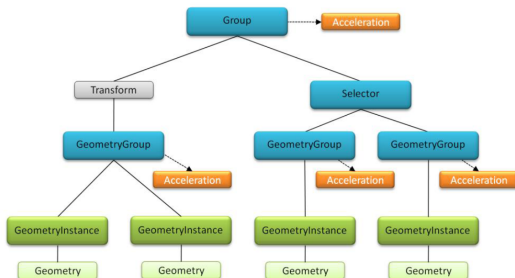 Group
Acceleration
Transform
Selector
GeometryGroup
GeometryGroup
GeometryGroup
Acceleration
Acceleration
Acceleration
GeometryInstance
GeometryInstance
GeometryInstance
GeometryInstance
Geometry
Geometry
Geometry
Geometry